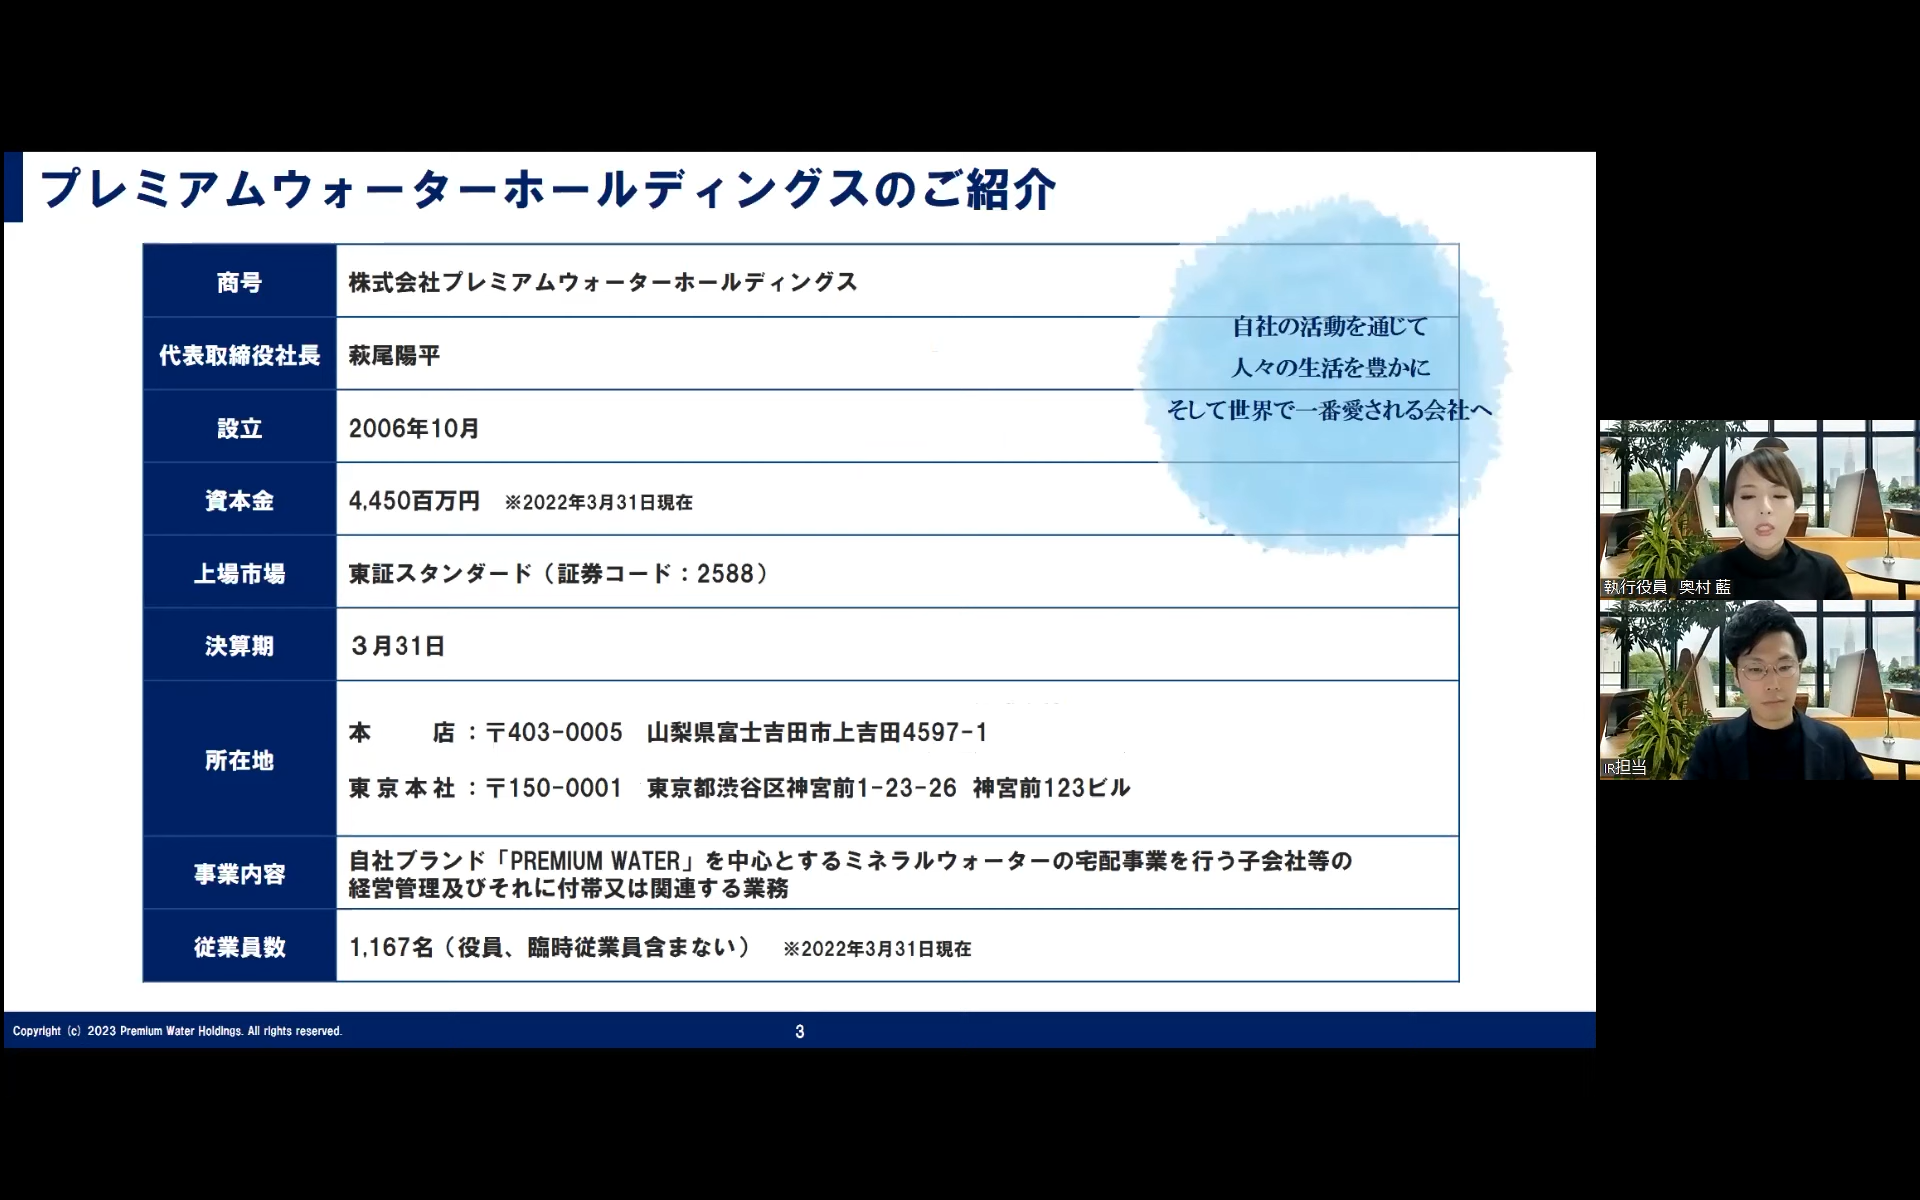 プレミアムウォーターホールディングスのご紹介
商号 株式会社プレミアムウォーターホールディングス
代表取締役社長 萩尾陽平
設立 2006年10月
資本金 4,450百万円 ※2022年3月31日現在
上場市場 東証スタンダード（証券コード：2588）
決算期 ３月31日
所在地
本店：〒403-0005 山梨県富士吉田市上吉田4597-1
東京本社：〒150-0001 東京都渋谷区神宮前1-23-26 神宮前123ビル
事業内容
自社ブランド「PREMIUM WATER」を中心とするミネラルウォーターの宅配事業を行う子会社等の
経営管理及びそれに付帯又は関連する業務
従業員数 1,167名（役員、臨時従業員含まない） ※2022年3月31日現在
自社の活動を通じて
人々の生活を豊かに
そして世界で一番愛される会社へ
Copyright (c) 2023 Premium Water Holdings. All rights reserved.
3
執行役員 奥村 藍
IR担当